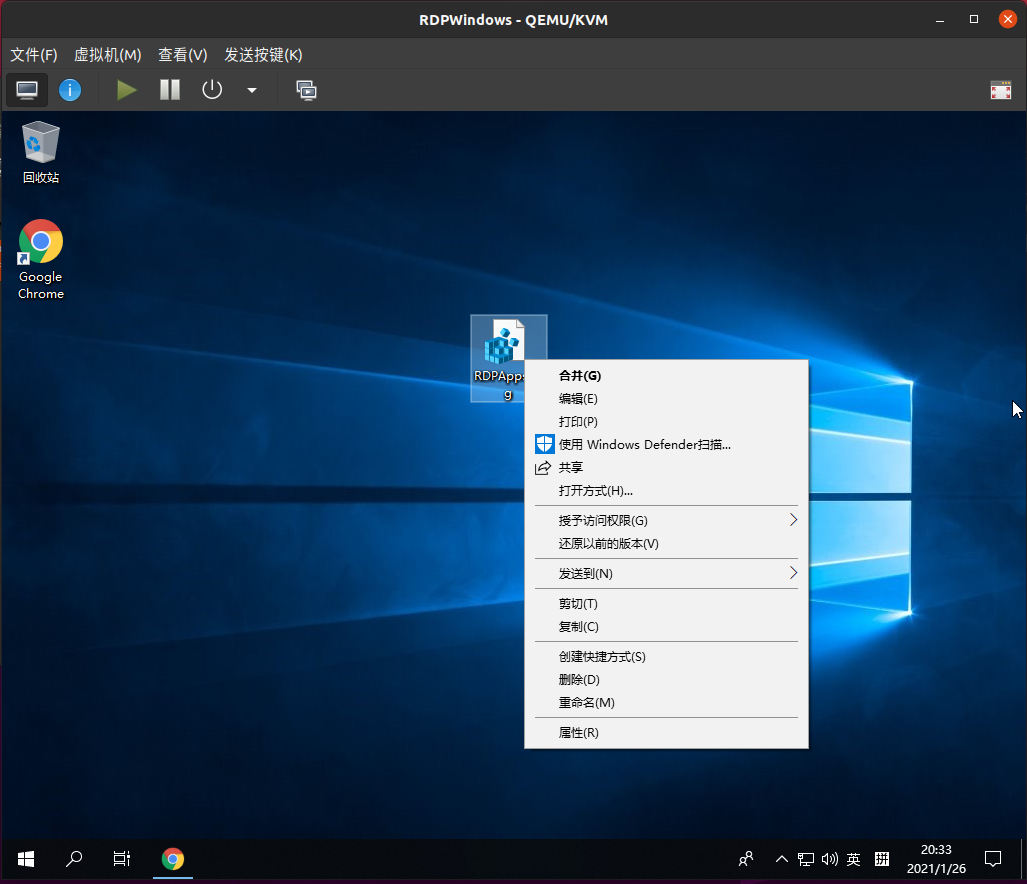 RDPWindows - QEMU/KVM
文件(F) 虚拟机(M) 查看(V) 发送按键(K)
回收站
Google
Chrome
RDPApps
g
合并(G)
编辑(E)
打印(P)
使用 Windows Defender扫描...
共享
打开方式(H)...
授予访问权限(G)
还原以前的版本(V)
发送到(N)
剪切(T)
复制(C)
创建快捷方式(S)
删除(D)
重命名(M)
属性(R)
英
拼
20:33
2021/1/26